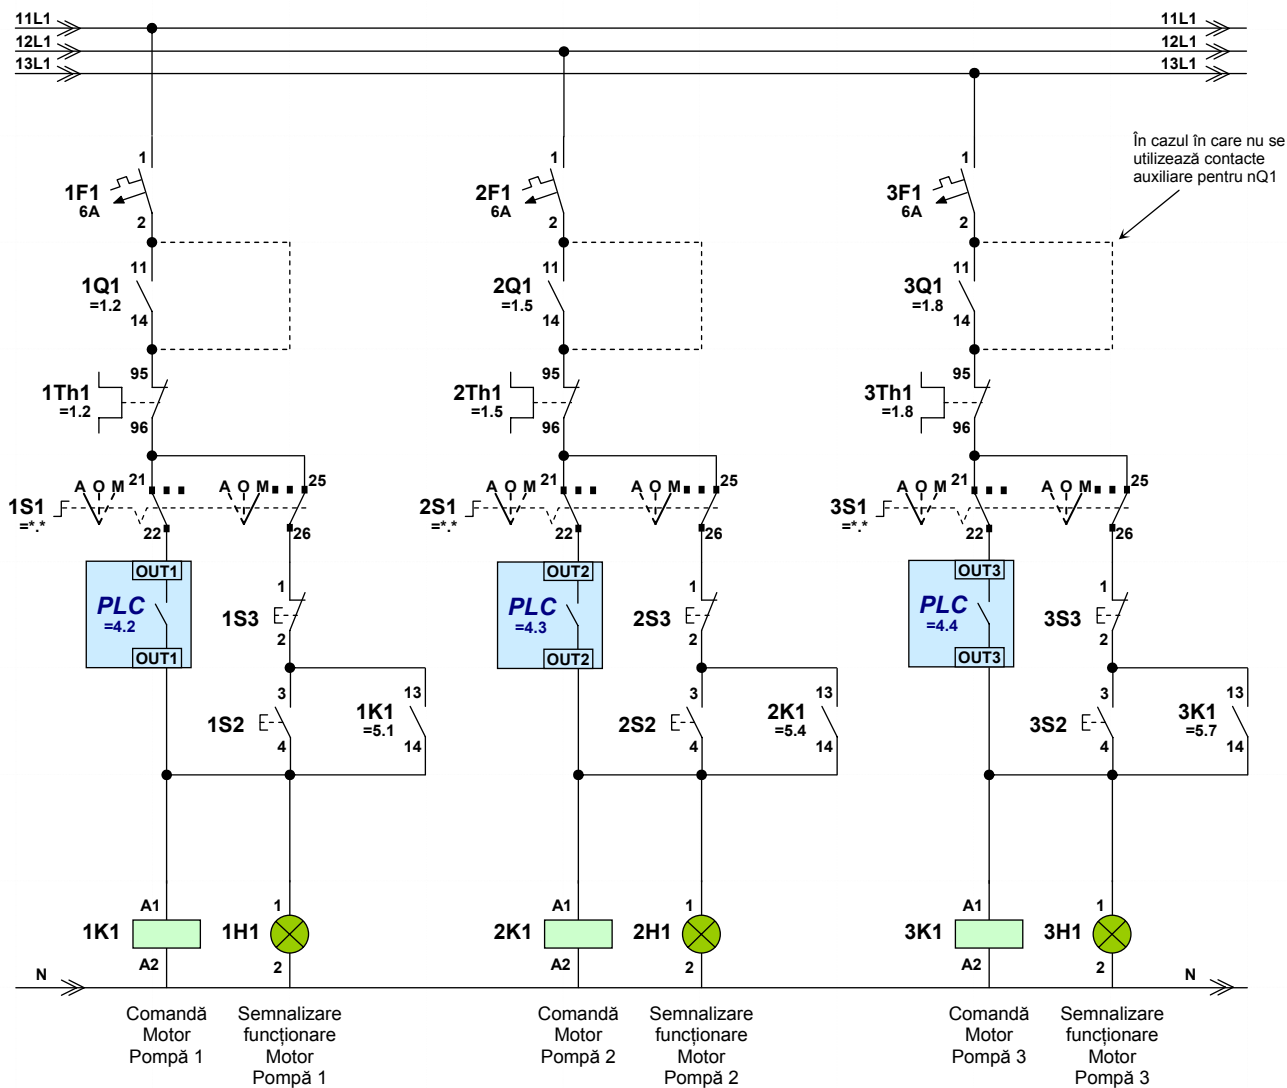 11L1 11L1
12L1 12L1
13L1 13L1
În cazul în care nu se
utilizează contacte
auxiliare pentru nQ1
1 1 1
1F1 2F1 3F1
6A 6A 6A
2 2 2
11 11 11
1Q1 2Q1 3Q1
=1.2 =1.5 =1.8
14 14 14
95 95 95
1Th1 2Th1 3Th1
=1.2 =1.5 =1.8
96 96 96
A O M 21 A O M 25 A O M 21 A O M 25 A O M 21 A O M 25
1S1 2S1 3S1
=*.* =*.* =*.*
22 26 22 26 22 26
OUT1 OUT2 OUT3
1 1 1
PLC 1S3 PLC 2S3 PLC 3S3
=4.2 =4.3 =4.4
2 2 2
OUT1 OUT2 OUT3
3 13 3 13 3 13
1S2 1K1 2S2 2K1 3S2 3K1
=5.1 =5.4 =5.7
4 14 4 14 4 14
A1 1 A1 1 A1 1
1K1 1H1 2K1 2H1 3K1 3H1
A2 2 A2 2 A2 2
N N
Comandă Semnalizare Comandă Semnalizare Comandă Semnalizare
Motor funcționare Motor funcționare Motor funcționare
Pompă 1 Motor Pompă 2 Motor Pompă 3 Motor
Pompă 1 Pompă 2 Pompă 3